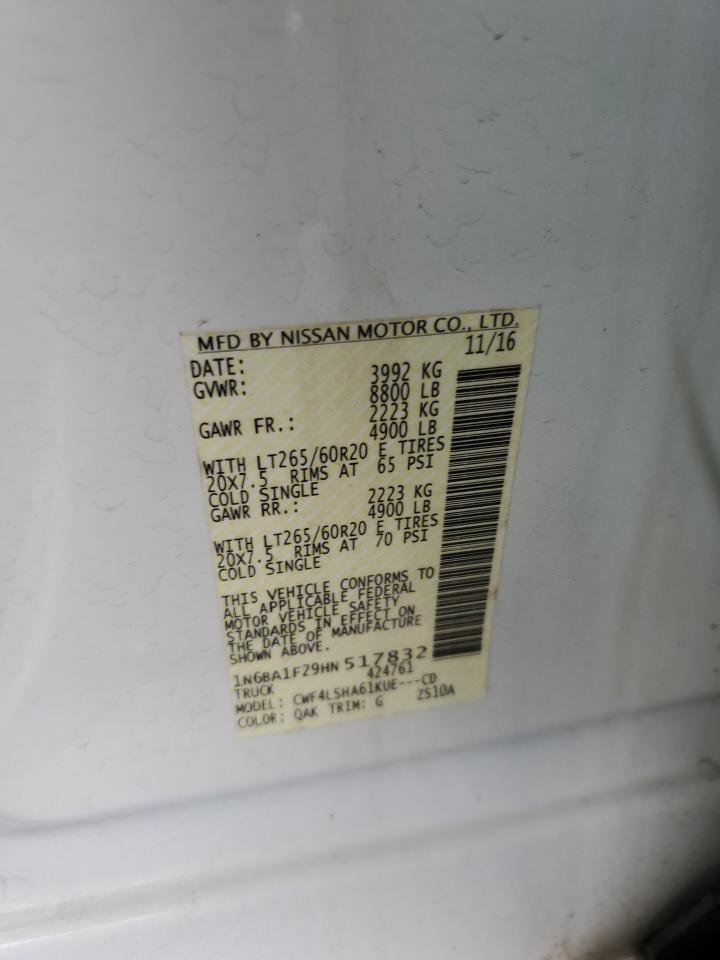 MFD BY NISSAN MOTOR CO., LTD.
DATE: 11/16
GVWR: 3992 KG
8800 LB
GAWR FR.: 2223 KG
4900 LB
WITH LT265/60R20 E TIRES
20X7.5 RIMS AT 65 PSI
COLD SINGLE
GAWR RR.: 2223 KG
4900 LB
WITH LT265/60R20 E TIRES
20X7.5 RIMS AT 70 PSI
COLD SINGLE
THIS VEHICLE CONFORMS TO
ALL APPLICABLE FEDERAL
MOTOR VEHICLE SAFETY
STANDARDS IN EFFECT ON
THE DATE OF MANUFACTURE
SHOWN ABOVE.
1N6BA1F29HN517832
TRUCK 424761
MODEL: CWF4LSHA61KUE---CD
COLOR: QAK TRIM: G ZS10A